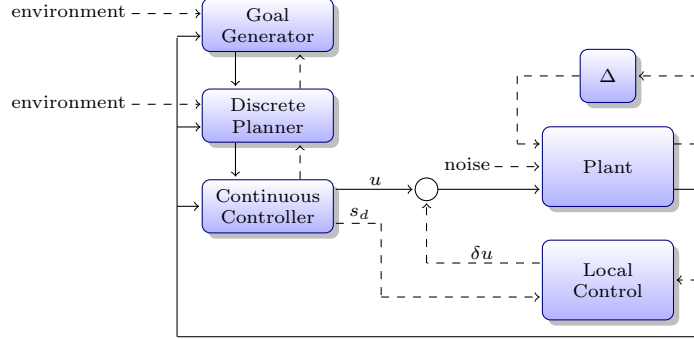 environment
Goal
Generator
Δ
environment
Discrete
Planner
noise
Plant
Continuous
Controller
u
s_d
δu
Local
Control